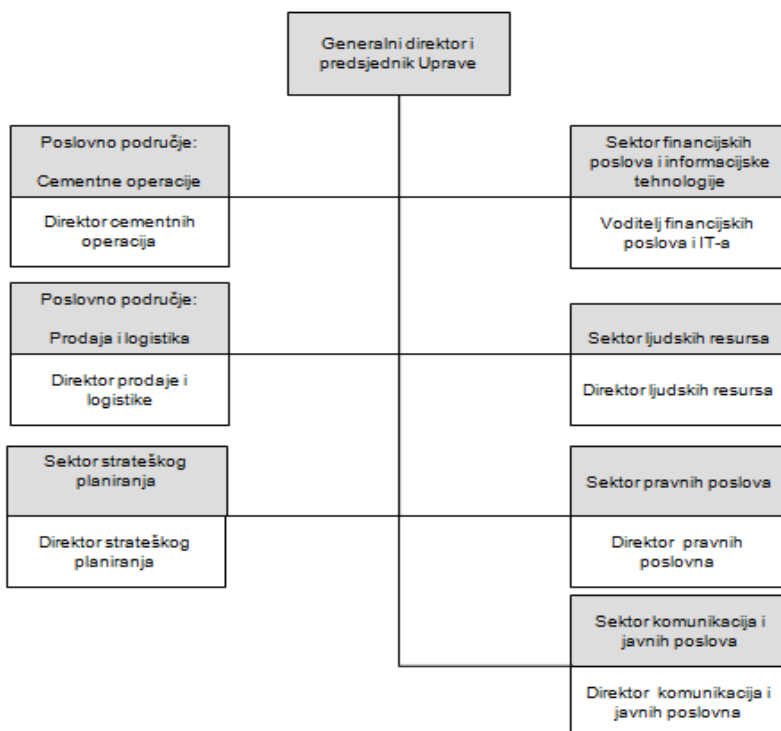 Generalni direktor i
predsjednik Uprave
Poslovno područje:
Cementne operacije
Direktor cementnih
operacija
Sektor financijskih
poslova i informacijske
tehnologije
Voditelj financijskih
poslova i IT-a
Poslovno područje:
Prodaja i logistika
Direktor prodaje i
logistike
Sektor ljudskih resursa
Direktor ljudskih resursa
Sektor strateškog
planiranja
Direktor strateškog
planiranja
Sektor pravnih poslova
Direktor pravnih
poslovna
Sektor komunikacija i
javnih poslova
Direktor komunikacija i
javnih poslovna